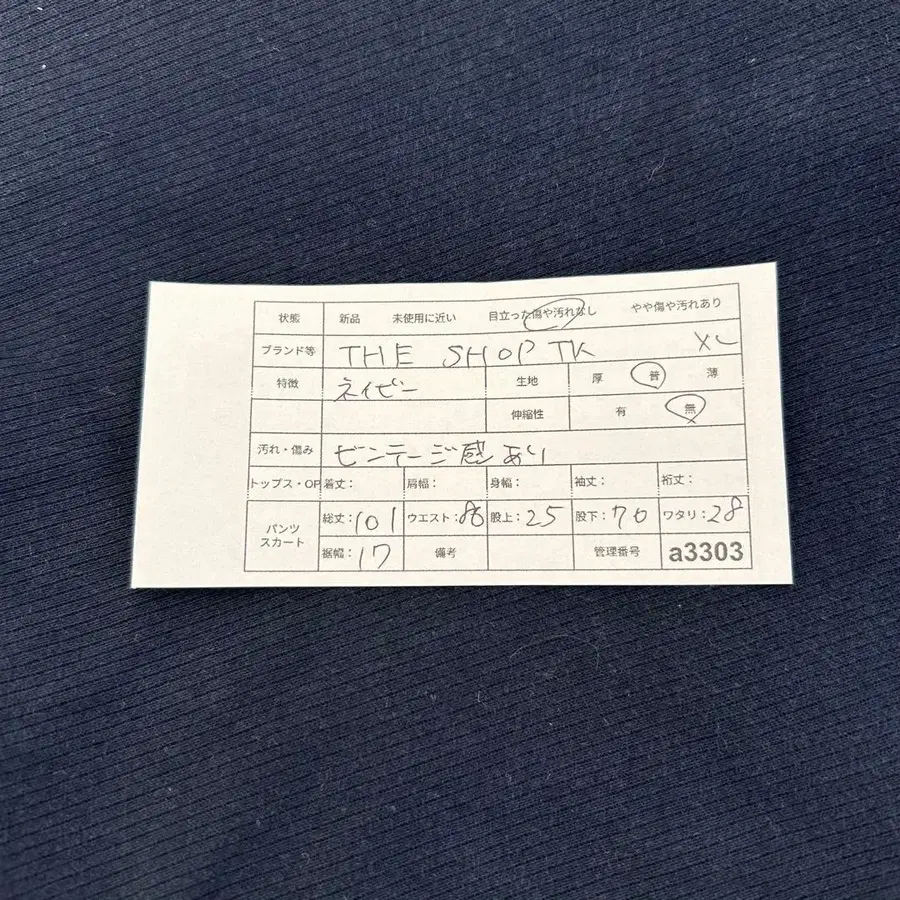 状態 新品 未使用に近い 目立った傷や汚れなし やや傷や汚れあり
ブランド等 THE SHOP TK XL
特徴 ネイビー 生地 厚 普 薄
伸縮性 有 無
汚れ・傷み ビンテージ感あり
トップス・OP 着丈: 肩幅: 身幅: 袖丈: 裄丈:
パンツ スカート 総丈:101 ウエスト:86 股上:25 股下:76 ワタリ:28
裾幅:17 備考 管理番号 a3303